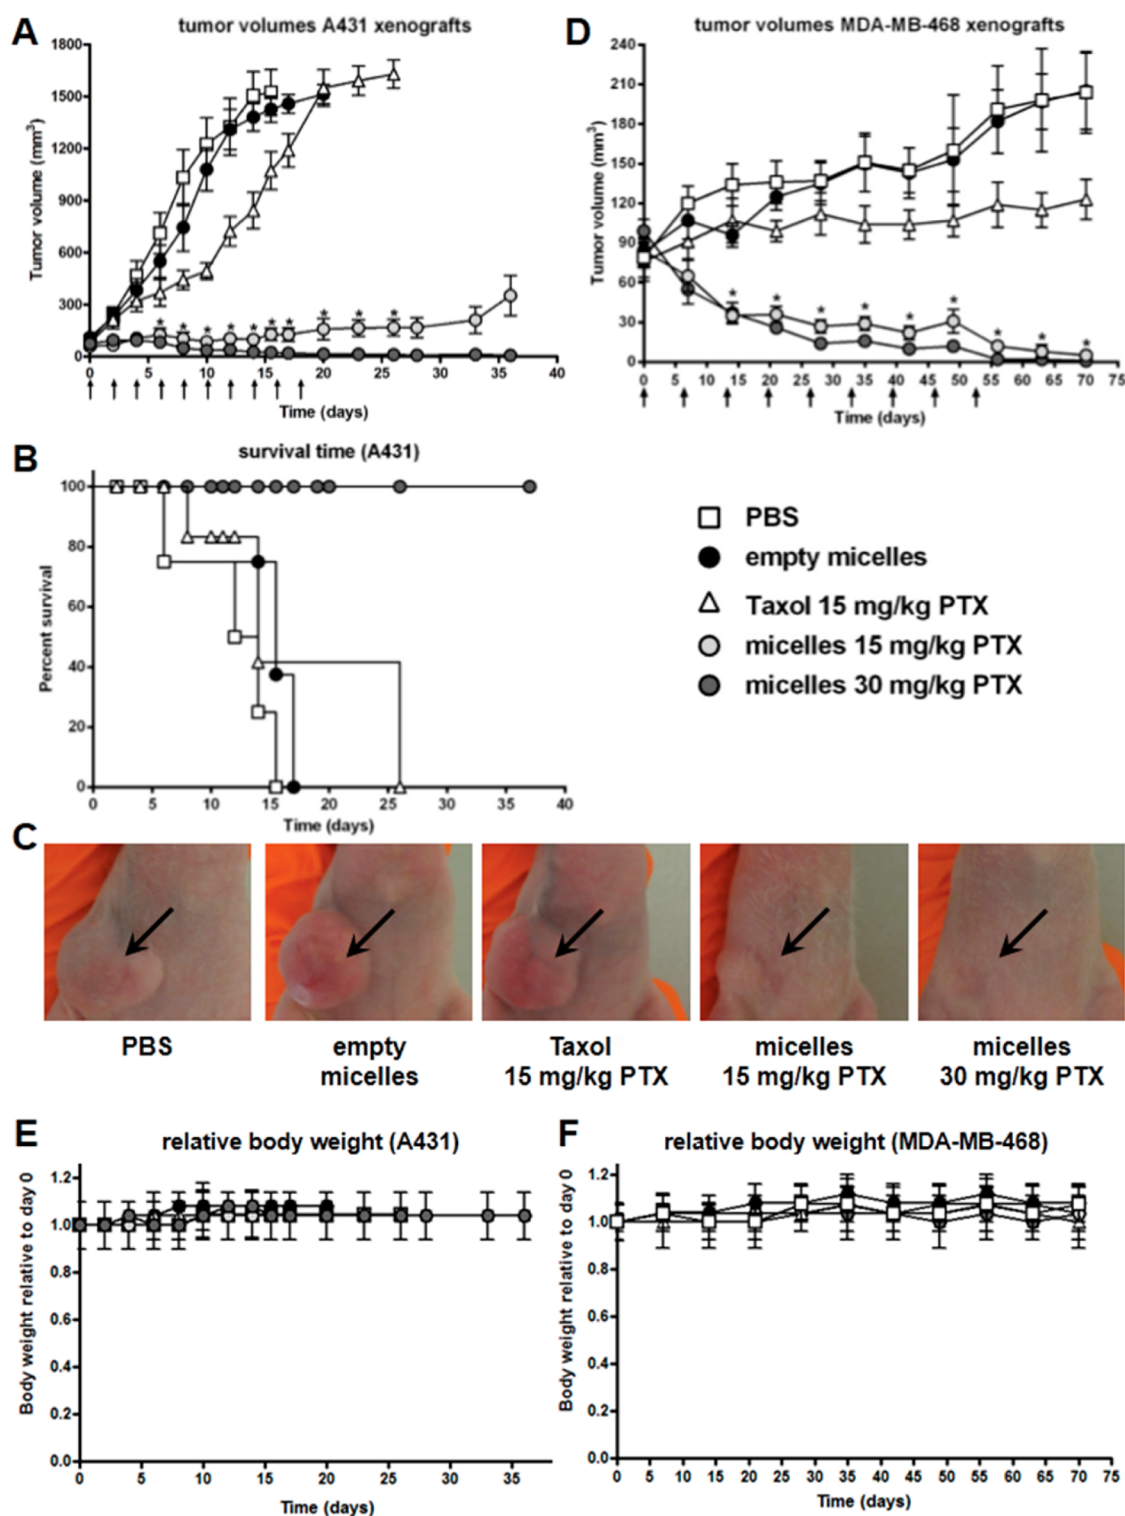 A
tumor volumes A431 xenografts
Tumor volume (mm³)
1800
1500
1200
900
600
300
0
* * * * * * * * * *
0 5 10 15 20 25 30 35 40
Time (days)
D
tumor volumes MDA-MB-468 xenografts
Tumor volume (mm³)
240
210
180
150
120
90
60
30
0
* * * * * * * * *
0 5 10 15 20 25 30 35 40 45 50 55 60 65 70 75
Time (days)
B
survival time (A431)
Percent survival
100
80
60
40
20
0
0 5 10 15 20 25 30 35 40
Time (days)
PBS
empty micelles
Taxol 15 mg/kg PTX
micelles 15 mg/kg PTX
micelles 30 mg/kg PTX
C
PBS
empty
micelles
Taxol
15 mg/kg PTX
micelles
15 mg/kg PTX
micelles
30 mg/kg PTX
E
relative body weight (A431)
Body weight relative to day 0
1.2
1.0
0.8
0.6
0.4
0.2
0.0
0 5 10 15 20 25 30 35
Time (days)
F
relative body weight (MDA-MB-468)
Body weight relative to day 0
1.2
1.0
0.8
0.6
0.4
0.2
0.0
0 5 10 15 20 25 30 35 40 45 50 55 60 65 70 75
Time (days)